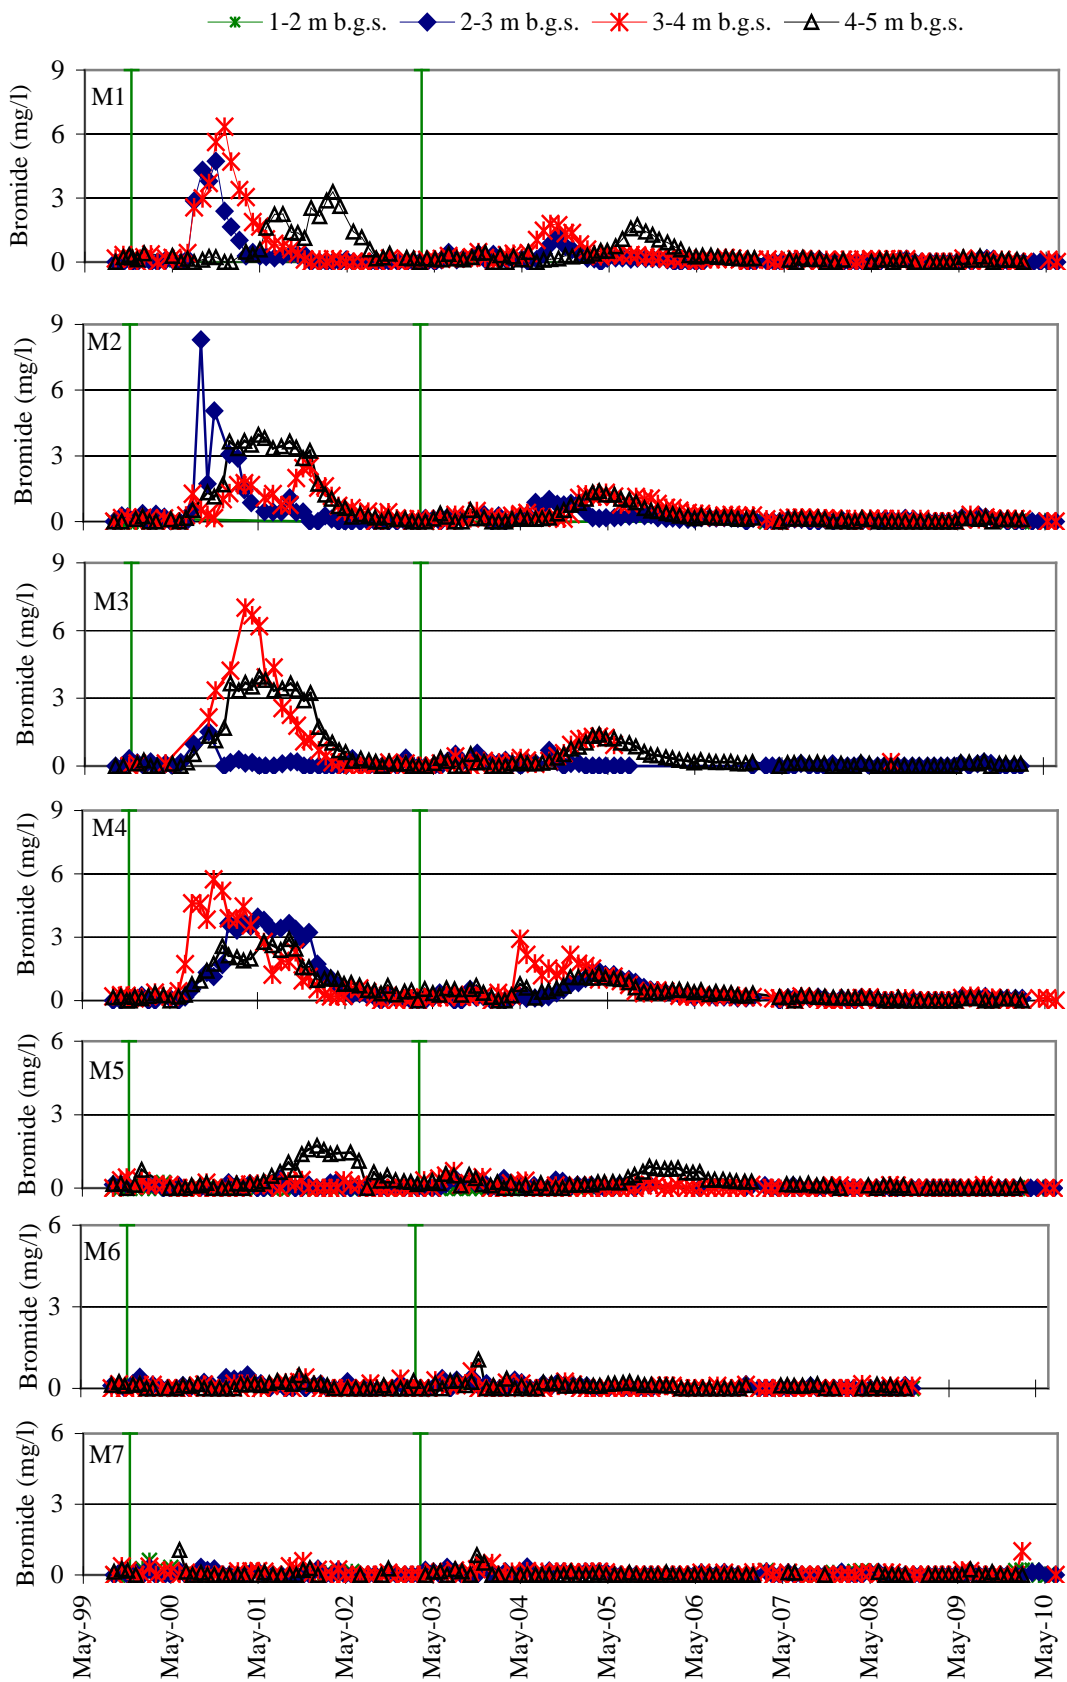 1-2 m b.g.s. 2-3 m b.g.s. 3-4 m b.g.s. 4-5 m b.g.s.
M1
Bromide (mg/l)
9
6
3
0
M2
Bromide (mg/l)
9
6
3
0
M3
Bromide (mg/l)
9
6
3
0
M4
Bromide (mg/l)
9
6
3
0
M5
Bromide (mg/l)
6
3
0
M6
Bromide (mg/l)
6
3
0
M7
Bromide (mg/l)
6
3
0
May-99 May-00 May-01 May-02 May-03 May-04 May-05 May-06 May-07 May-08 May-09 May-10